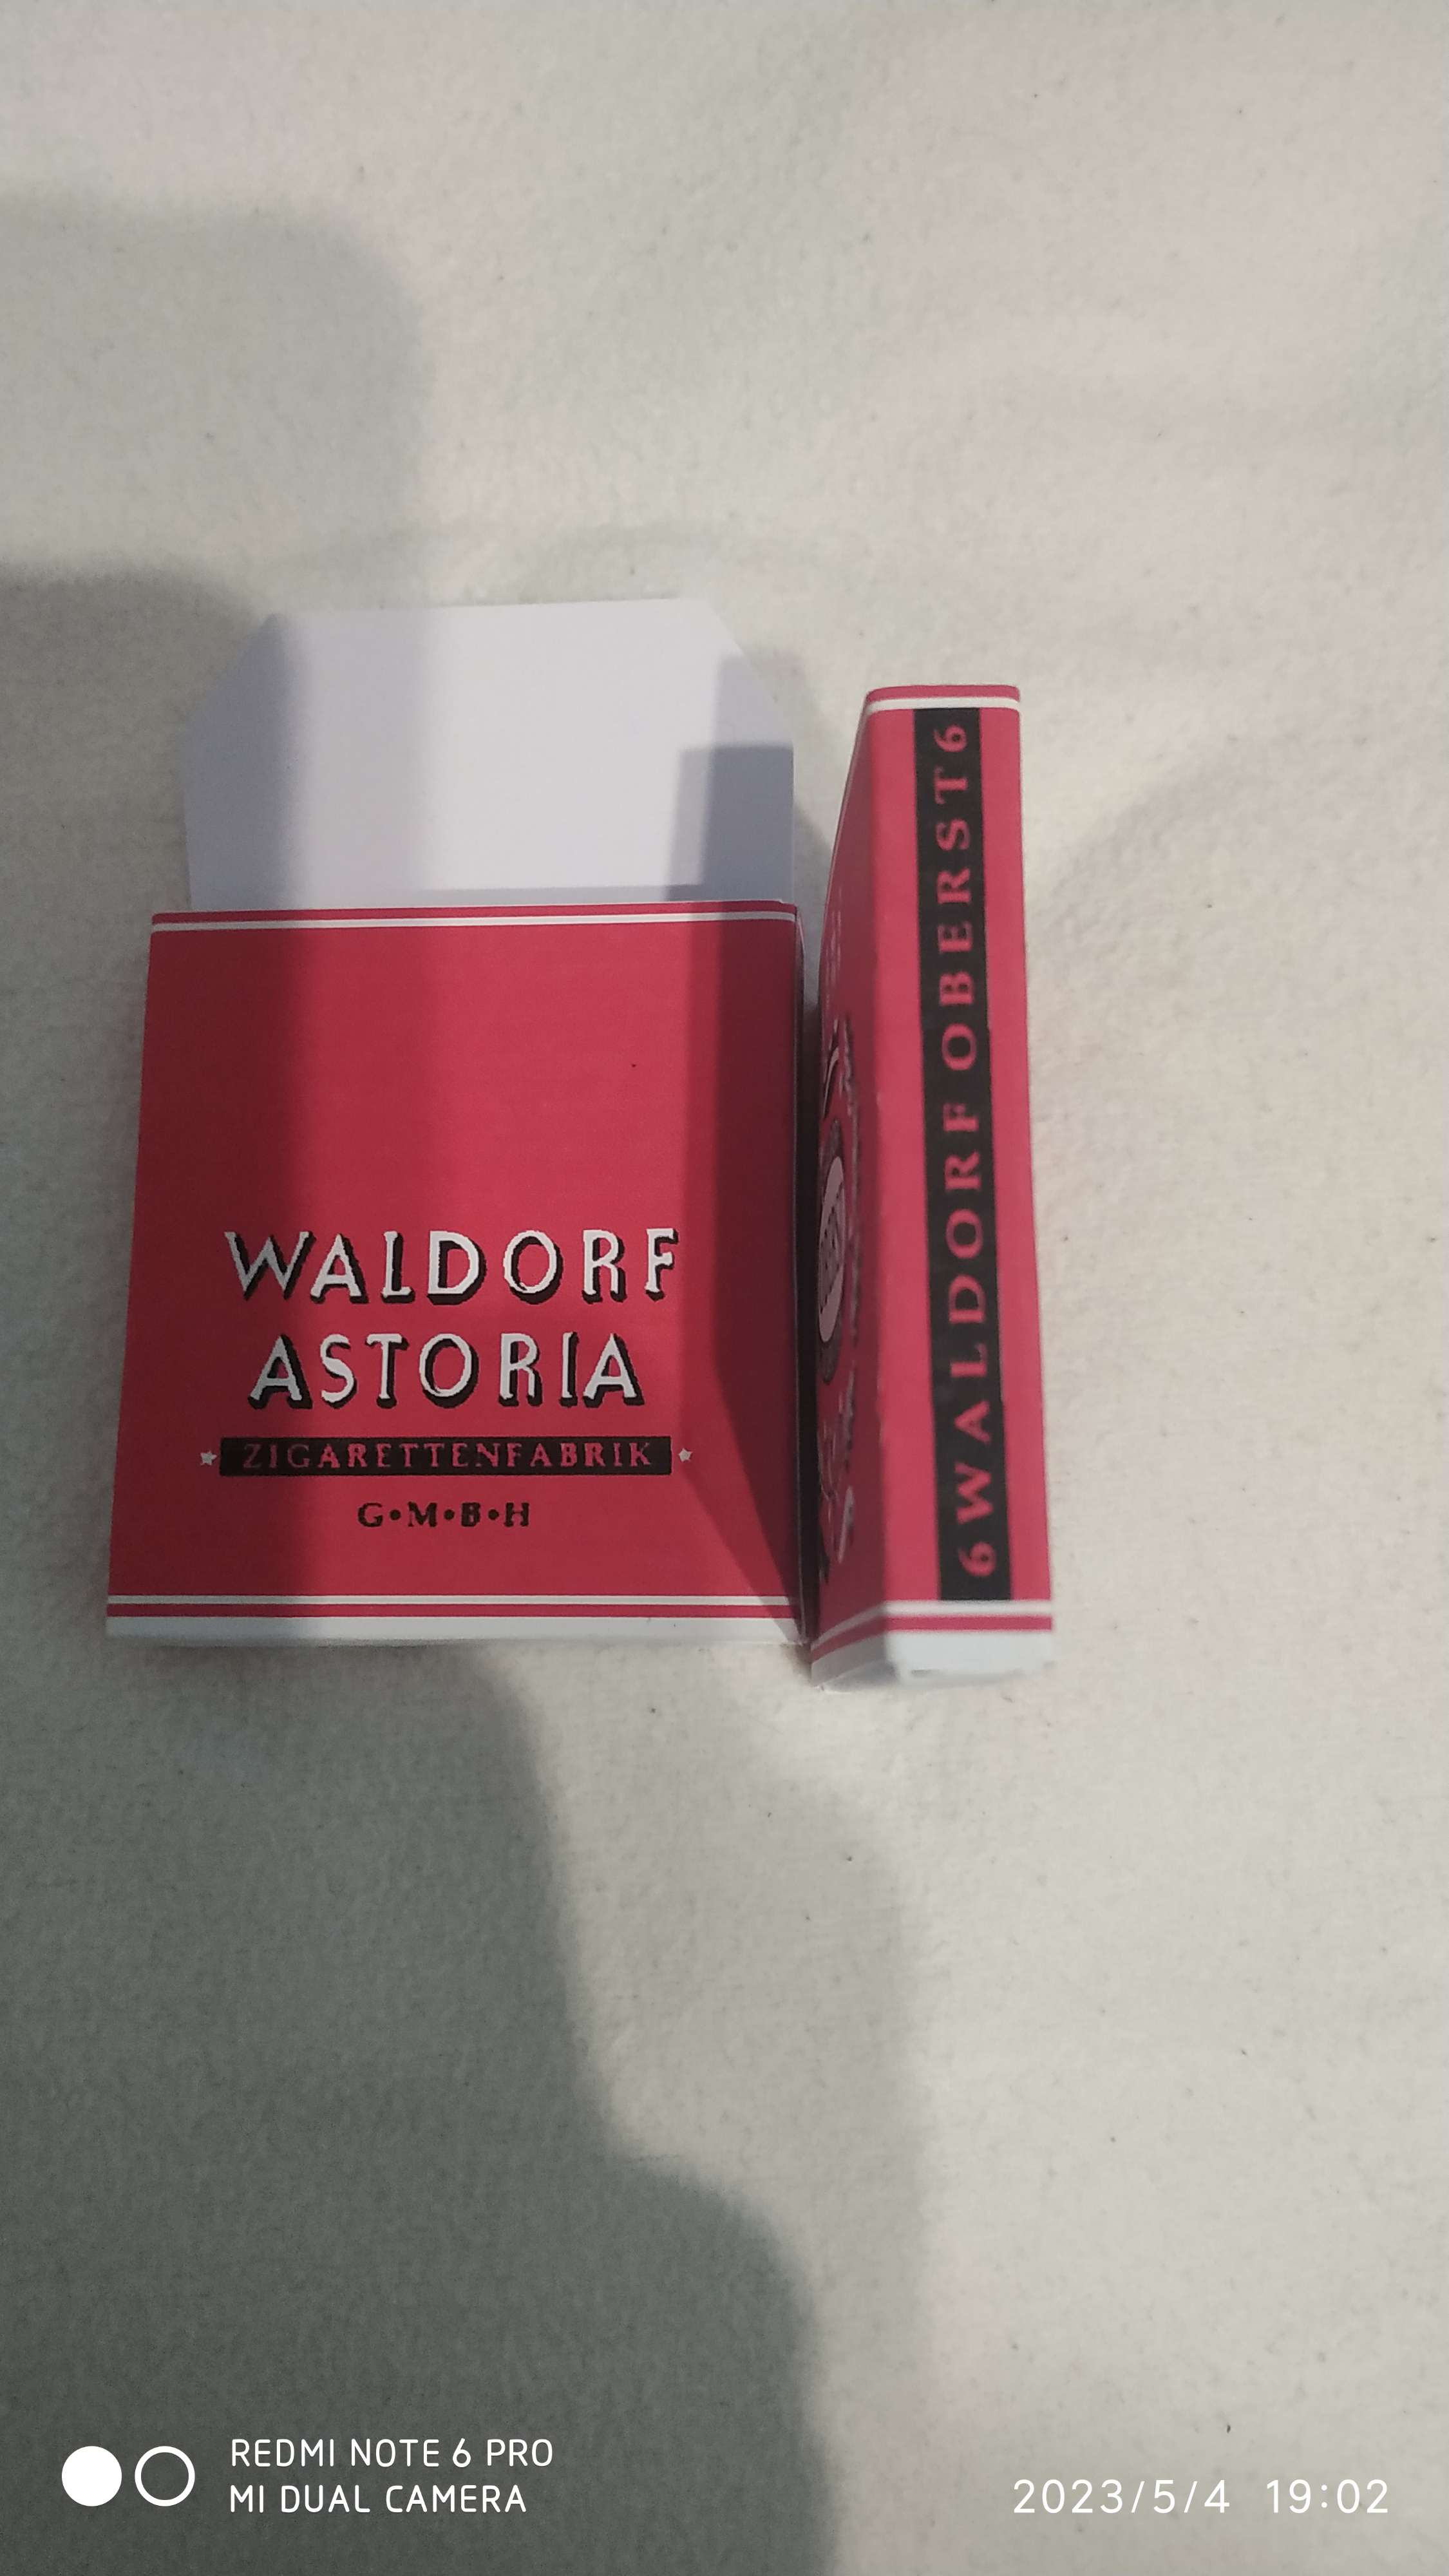 WALDORF
ASTORIA
ZIGARETTENFABRIK
G•M•B•H
6 WALDORF OBERST 6
REDMI NOTE 6 PRO
MI DUAL CAMERA
2023/5/4 19:02